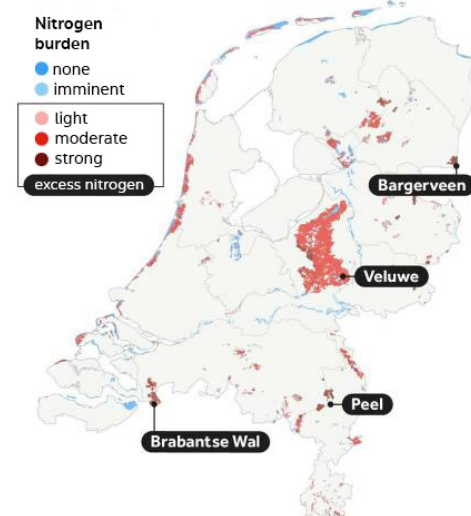 Nitrogen
burden
none
imminent
light
moderate
strong
excess nitrogen
Bargerveen
Veluwe
Peel
Brabantse Wal